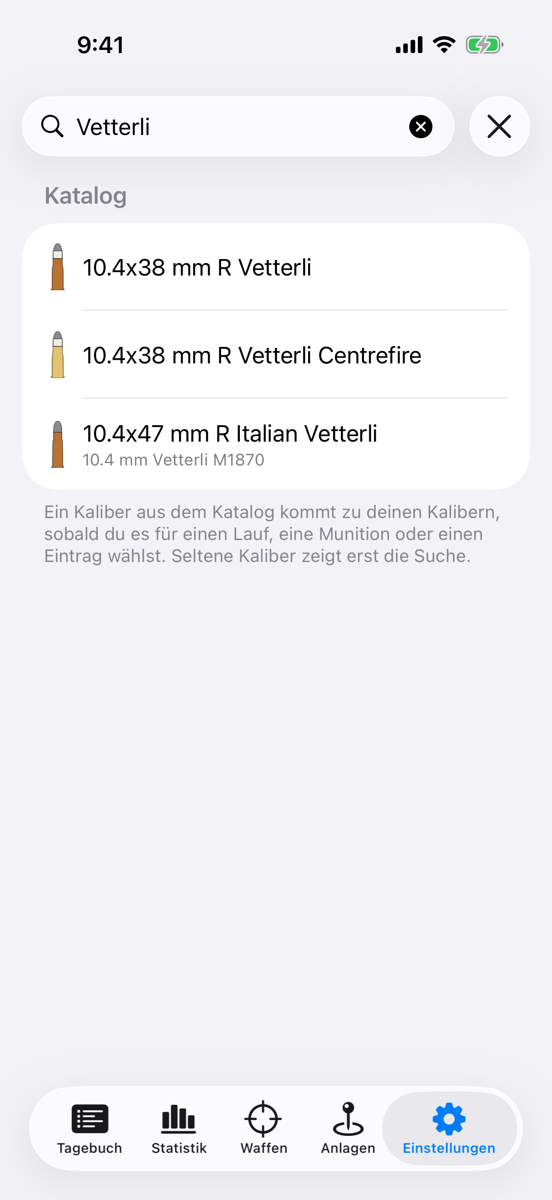 9:41
Vetterli
Katalog
10.4x38 mm R Vetterli
10.4x38 mm R Vetterli Centrefire
10.4x47 mm R Italian Vetterli
10.4 mm Vetterli M1870
Ein Kaliber aus dem Katalog kommt zu deinen Kalibern,
sobald du es für einen Lauf, eine Munition oder einen
Eintrag wählst. Seltene Kaliber zeigt erst die Suche.
Tagebuch Statistik Waffen Anlagen Einstellungen